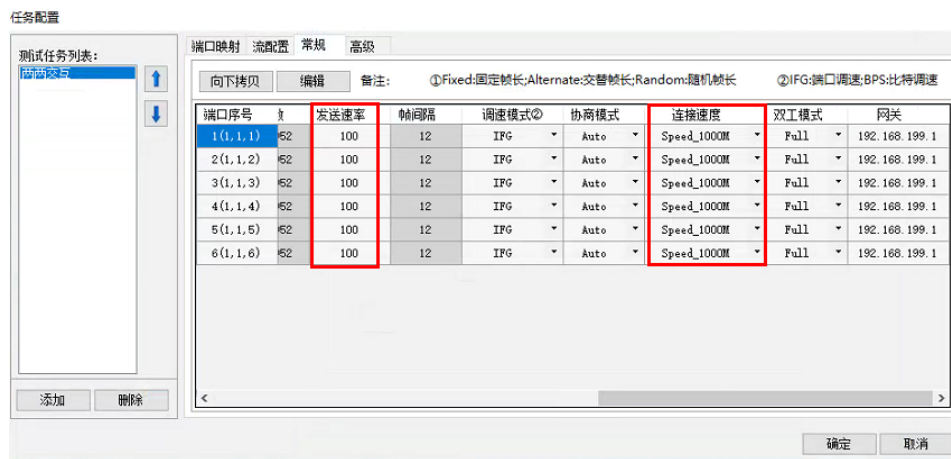 任务配置
测试任务列表:
两两交互
端口映射 流配置 常规 高级
向下拷贝 编辑 备注: ①Fixed:固定帧长;Alternate:交替帧长;Random:随机帧长 ②IFG:端口调速;BPS:比特调速
端口序号 发送速率 帧间隔 调速模式② 协商模式 连接速度 双工模式 网关
1(1,1,1) 52 100 12 IFG Auto Speed_1000M Full 192.168.199.1
2(1,1,2) 52 100 12 IFG Auto Speed_1000M Full 192.168.199.1
3(1,1,3) 52 100 12 IFG Auto Speed_1000M Full 192.168.199.1
4(1,1,4) 52 100 12 IFG Auto Speed_1000M Full 192.168.199.1
5(1,1,5) 52 100 12 IFG Auto Speed_1000M Full 192.168.199.1
6(1,1,6) 52 100 12 IFG Auto Speed_1000M Full 192.168.199.1
添加 删除
确定 取消